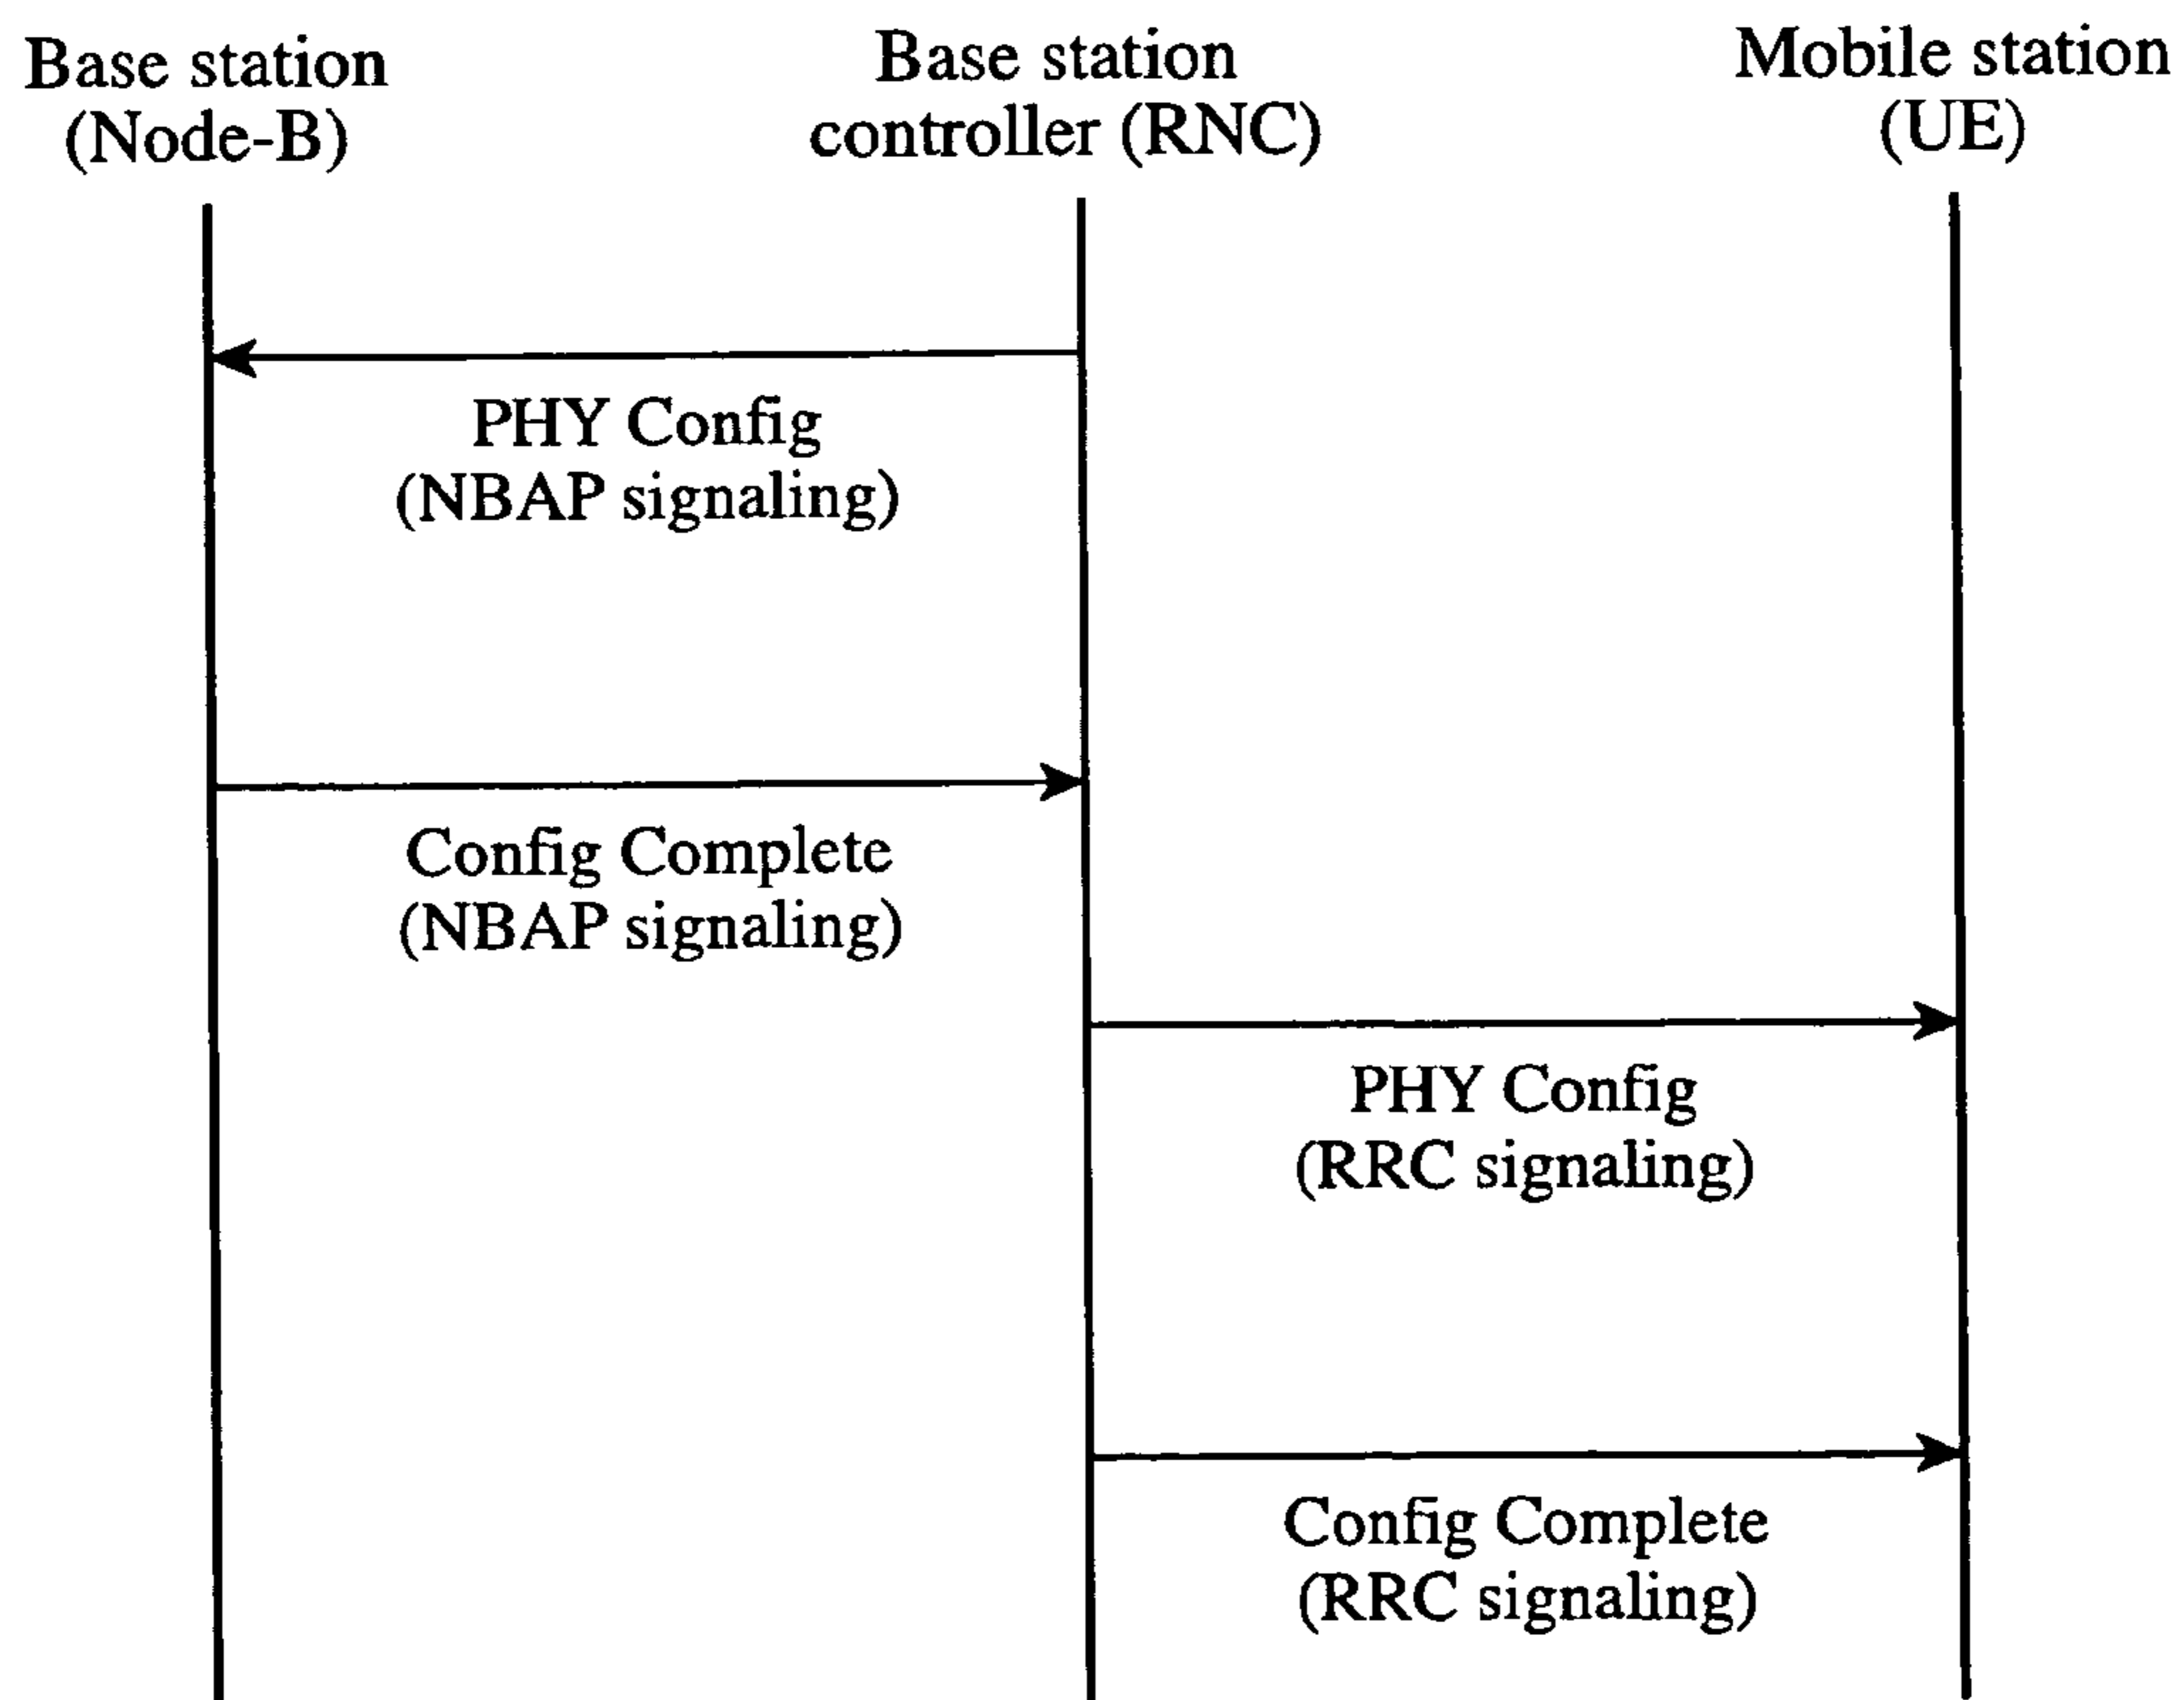 Base station
(Node-B)
Base station
controller (RNC)
Mobile station
(UE)
PHY Config
(NBAP signaling)
Config Complete
(NBAP signaling)
PHY Config
(RRC signaling)
Config Complete
(RRC signaling)